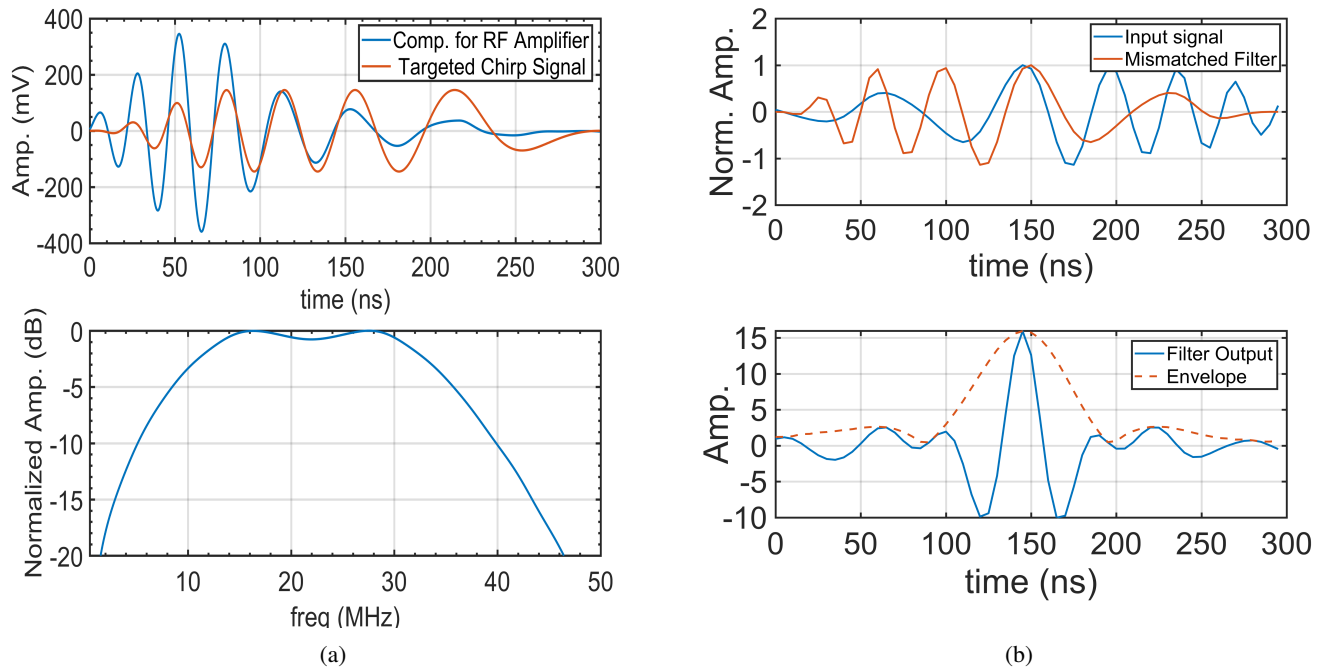 400
200
0
-200
-400
Amp. (mV)
Comp. for RF Amplifier
Targeted Chirp Signal
0 50 100 150 200 250 300
time (ns)
0
-5
-10
-15
-20
Normalized Amp. (dB)
10 20 30 40 50
freq (MHz)
(a)
2
1
0
-1
-2
Norm. Amp.
Input signal
Mismatched Filter
0 50 100 150 200 250 300
time (ns)
15
10
5
0
-5
-10
Amp.
Filter Output
Envelope
0 50 100 150 200 250 300
time (ns)
(b)